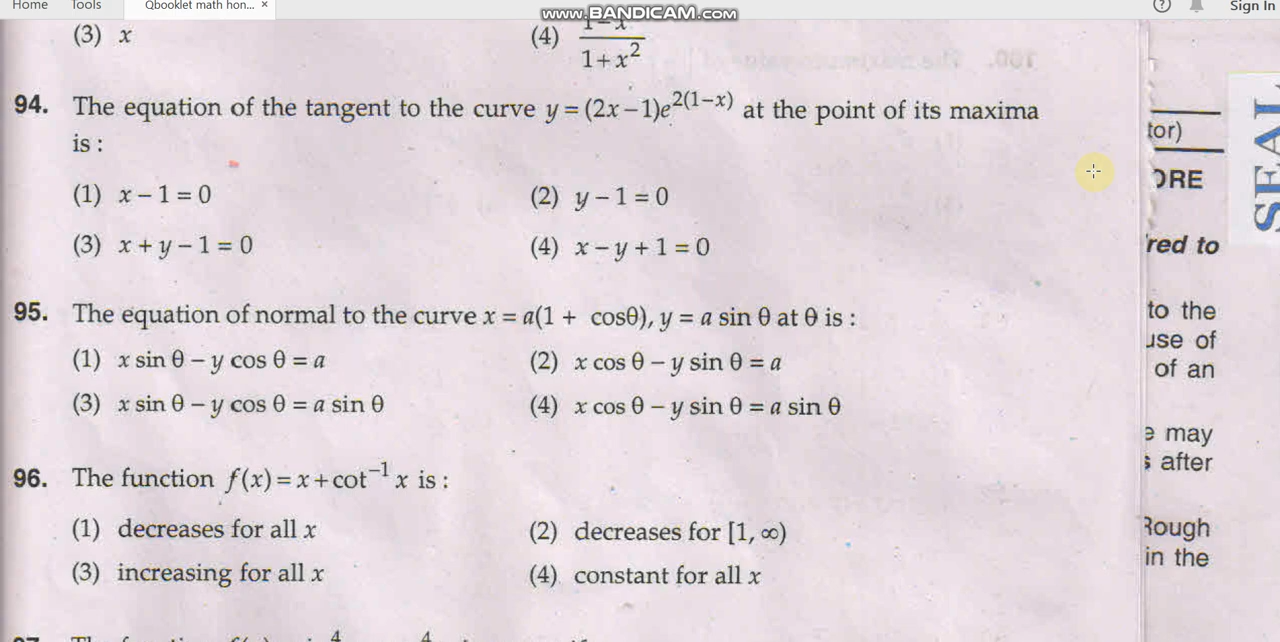 Home Tools Qbooklet math hon... × Sign In
www.BANDICAM.com
(3) x (4) 1−x / 1+x²
94. The equation of the tangent to the curve y = (2x − 1)e^{2(1−x)} at the point of its maxima
is :
(1) x − 1 = 0 (2) y − 1 = 0
(3) x + y − 1 = 0 (4) x − y + 1 = 0
95. The equation of normal to the curve x = a(1 + cosθ), y = a sin θ at θ is :
(1) x sin θ − y cos θ = a (2) x cos θ − y sin θ = a
(3) x sin θ − y cos θ = a sin θ (4) x cos θ − y sin θ = a sin θ
96. The function f(x) = x + cot⁻¹ x is :
(1) decreases for all x (2) decreases for [1, ∞)
(3) increasing for all x (4) constant for all x
tor)
ORE
red to
to the
use of
of an
e may
s after
Rough
in the
SEAL